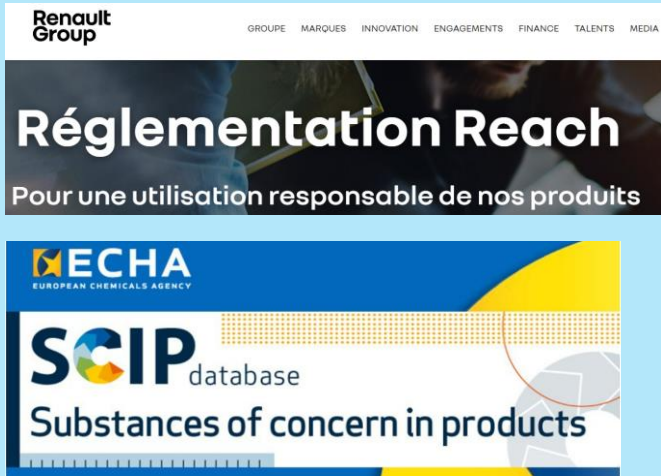 Renault
Group
GROUPE MARQUES INNOVATION ENGAGEMENTS FINANCE TALENTS MEDIA
Réglementation Reach
Pour une utilisation responsable de nos produits
ECHA
EUROPEAN CHEMICALS AGENCY
SCIP database
Substances of concern in products